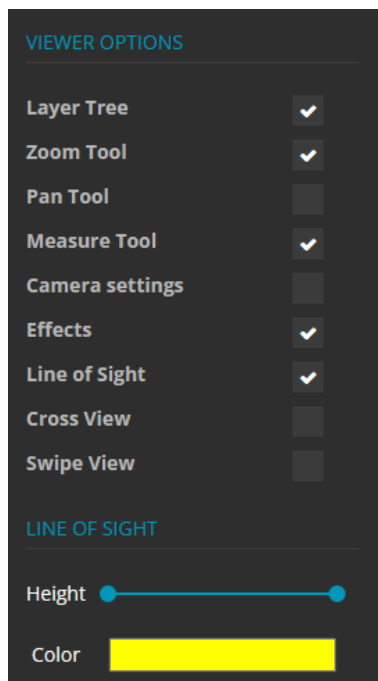 VIEWER OPTIONS
Layer Tree
Zoom Tool
Pan Tool
Measure Tool
Camera settings
Effects
Line of Sight
Cross View
Swipe View
LINE OF SIGHT
Height
Color